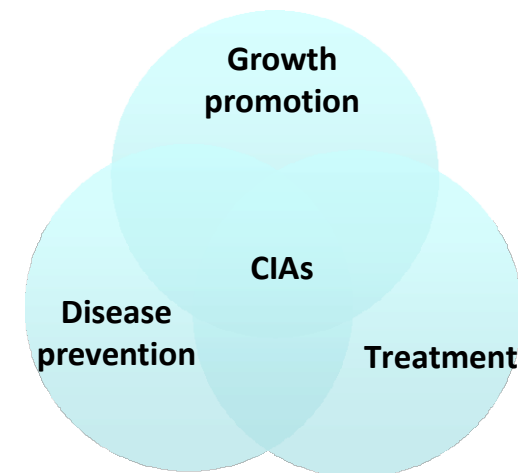 Growth
promotion
CIAs
Disease
prevention
Treatment